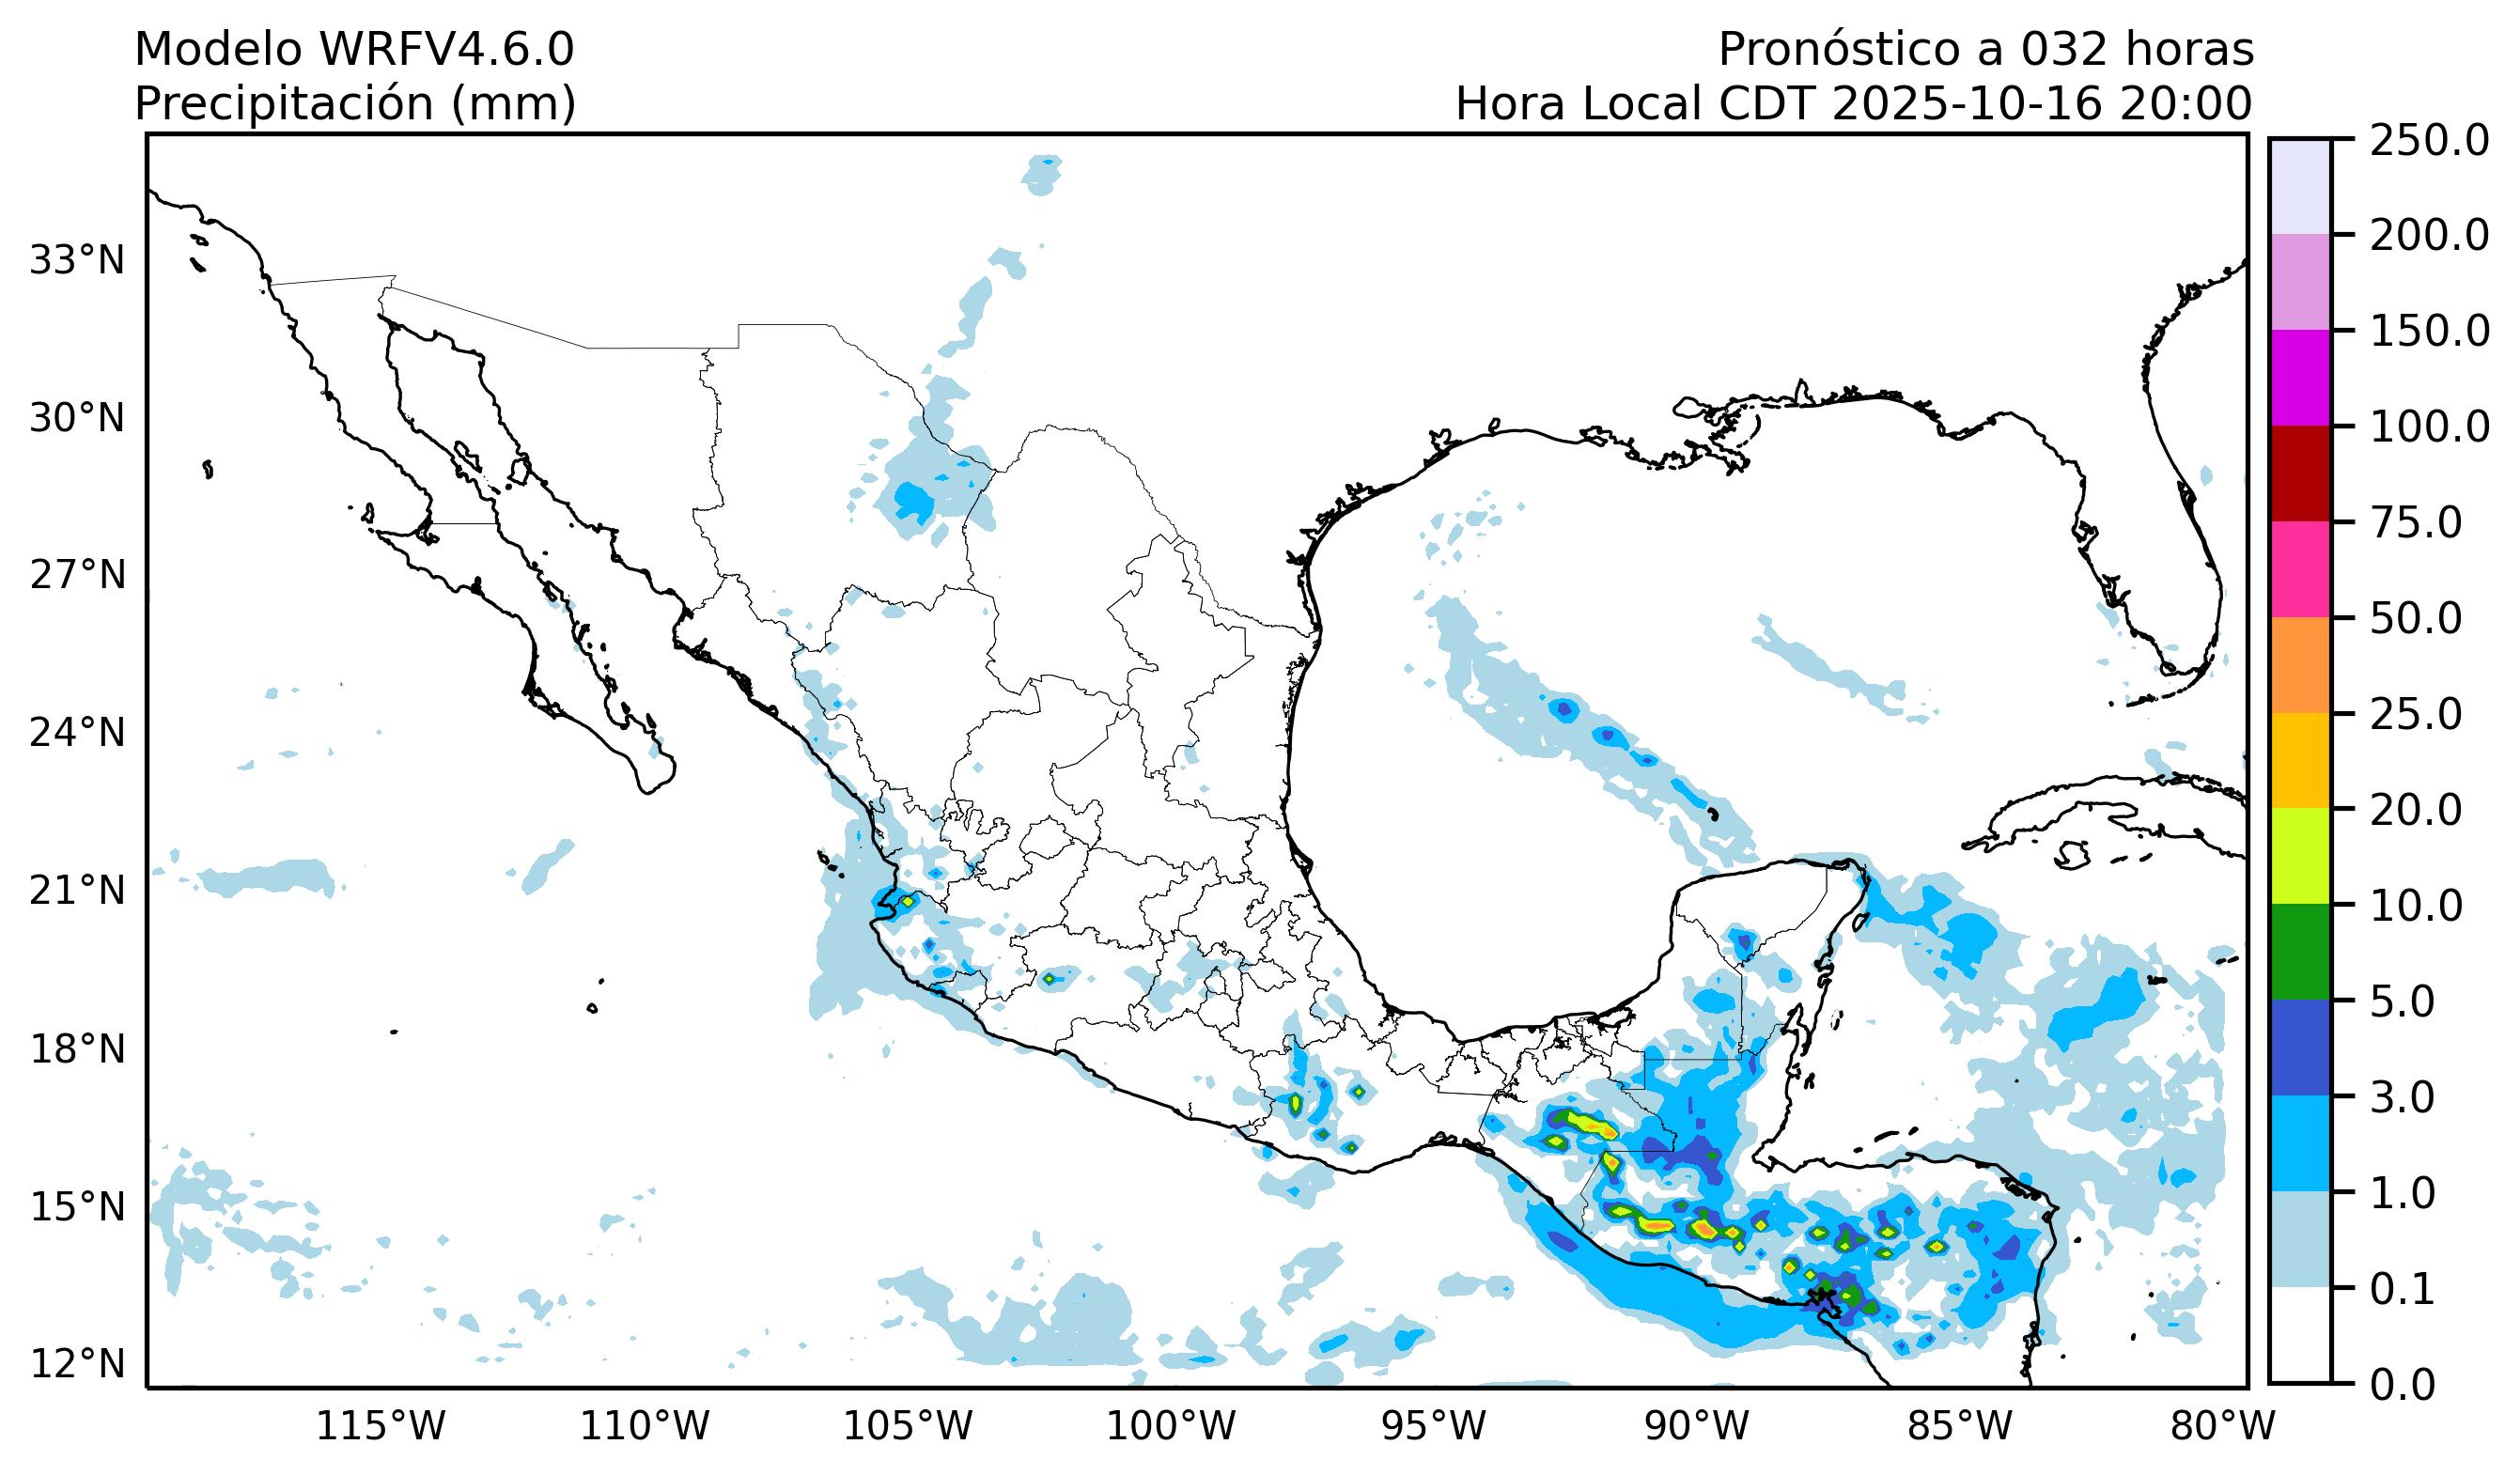 Modelo WRFV4.6.0
Precipitación (mm)
Pronóstico a 032 horas
Hora Local CDT 2025-10-16 20:00
33°N
30°N
27°N
24°N
21°N
18°N
15°N
12°N
115°W
110°W
105°W
100°W
95°W
90°W
85°W
80°W
250.0
200.0
150.0
100.0
75.0
50.0
25.0
20.0
10.0
5.0
3.0
1.0
0.1
0.0